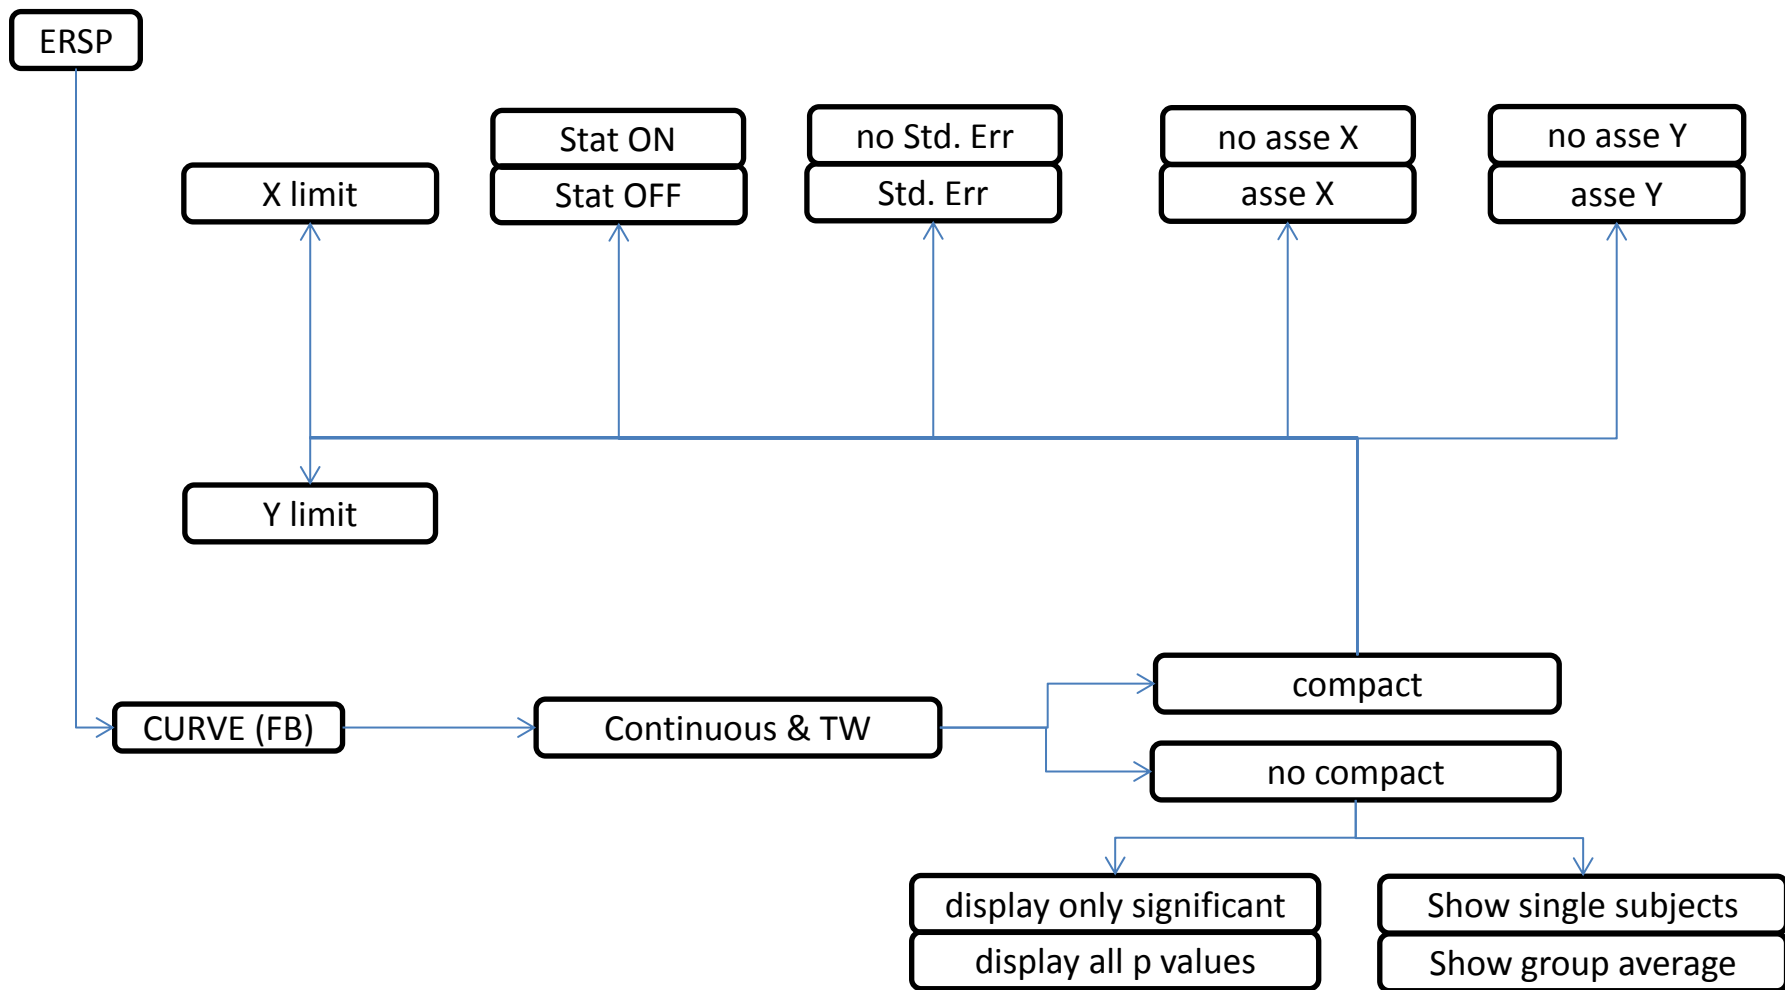 ERSP
Stat ON
no Std. Err
no asse X
no asse Y
X limit
Stat OFF
Std. Err
asse X
asse Y
Y limit
compact
CURVE (FB)
Continuous & TW
no compact
display only significant
Show single subjects
display all p values
Show group average